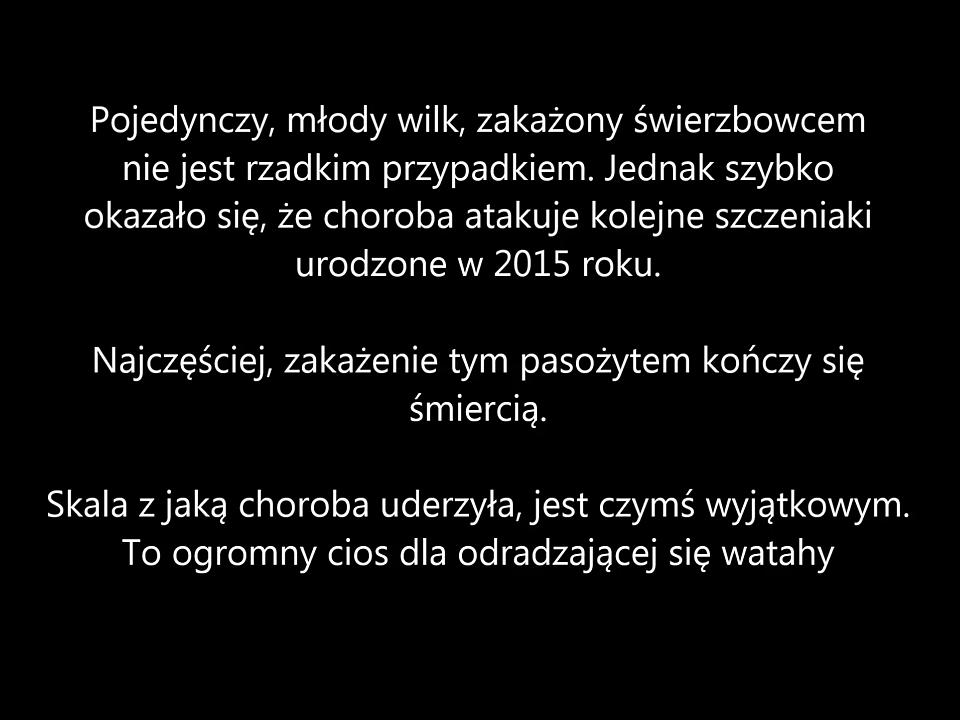 Pojedynczy, młody wilk, zakażony świerzbowcem
nie jest rzadkim przypadkiem. Jednak szybko
okazało się, że choroba atakuje kolejne szczeniaki
urodzone w 2015 roku.
Najczęściej, zakażenie tym pasożytem kończy się
śmiercią.
Skala z jaką choroba uderzyła, jest czymś wyjątkowym.
To ogromny cios dla odradzającej się watahy